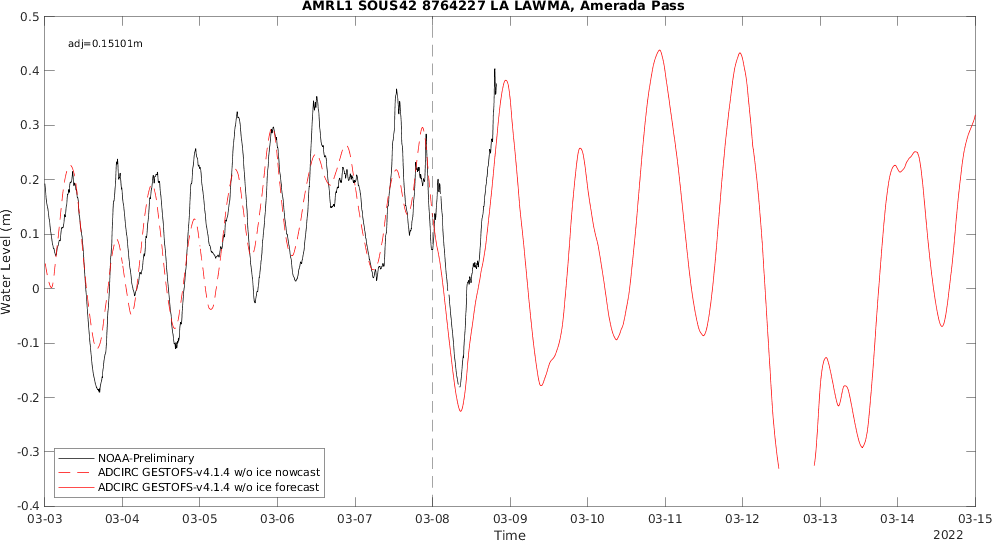 AMRL1 SOUS42 8764227 LA LAWMA, Amerada Pass
adj=0.15101m
0.5
0.4
0.3
0.2
0.1
0
-0.1
-0.2
-0.3
-0.4
Water Level (m)
NOAA-Preliminary
ADCIRC GESTOFS-v4.1.4 w/o ice nowcast
ADCIRC GESTOFS-v4.1.4 w/o ice forecast
03-03 03-04 03-05 03-06 03-07 03-08 03-09 03-10 03-11 03-12 03-13 03-14 03-15
Time
2022